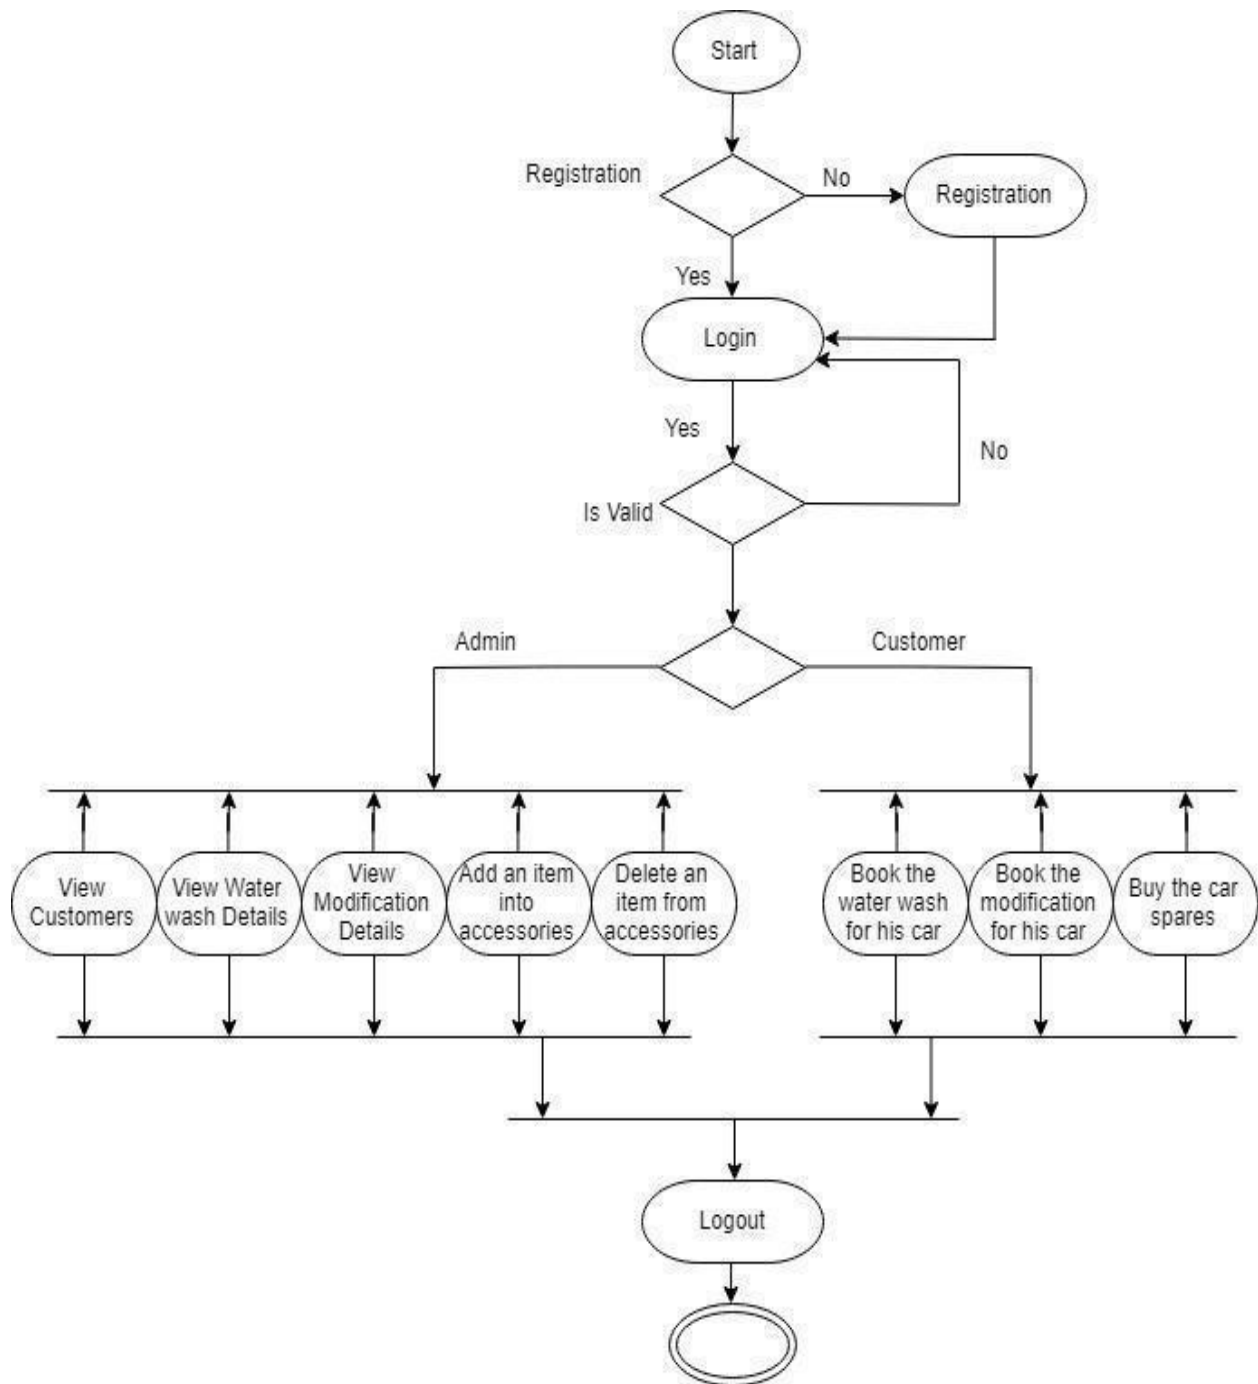 Start
Registration
No
Registration
Yes
Login
Yes
No
Is Valid
Admin
Customer
View
Customers
View Water
wash Details
View
Modification
Details
Add an item
into
accessories
Delete an
item from
accessories
Book the
water wash
for his car
Book the
modification
for his car
Buy the car
spares
Logout